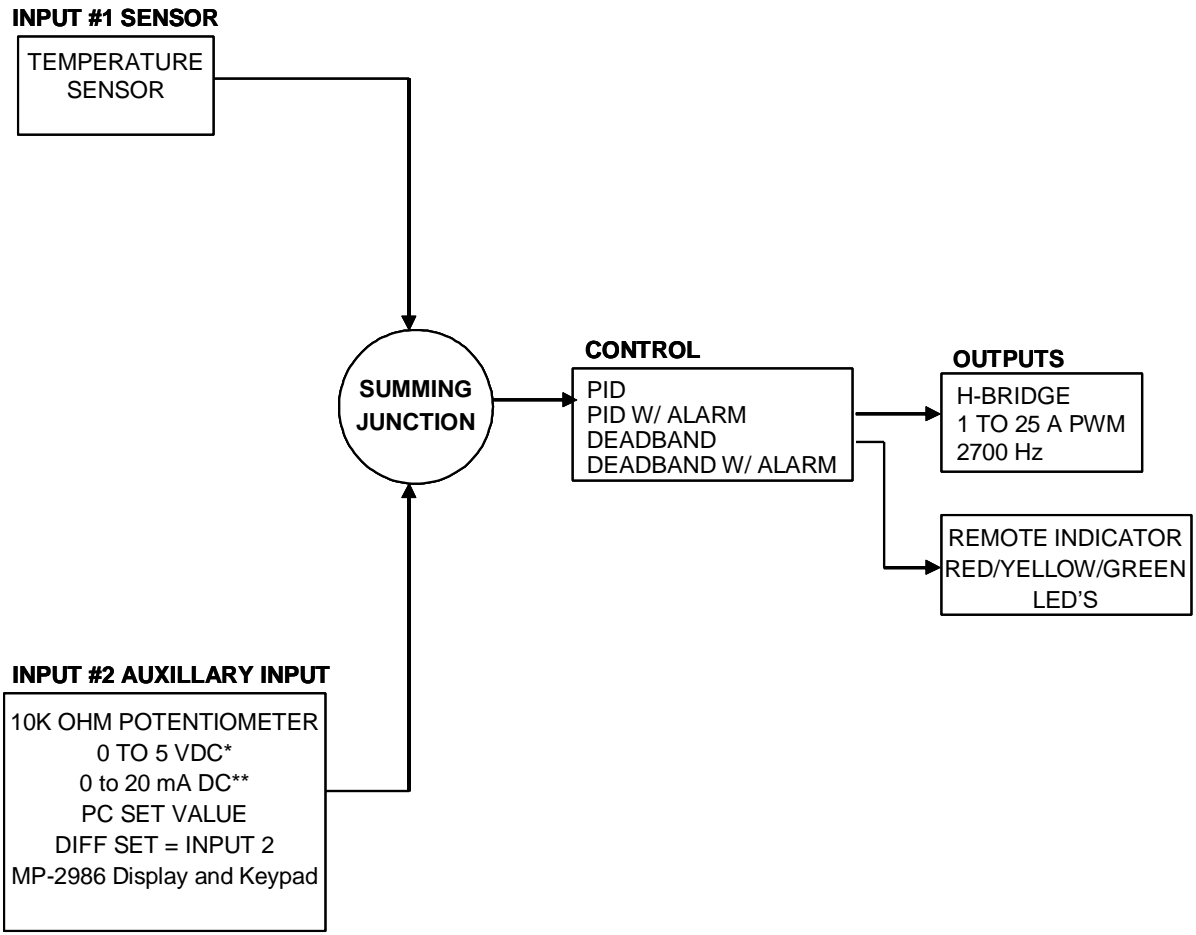 INPUT #1 SENSOR
TEMPERATURE
SENSOR
SUMMING
JUNCTION
CONTROL
PID
PID W/ ALARM
DEADBAND
DEADBAND W/ ALARM
OUTPUTS
H-BRIDGE
1 TO 25 A PWM
2700 Hz
REMOTE INDICATOR
RED/YELLOW/GREEN
LED'S
INPUT #2 AUXILLARY INPUT
10K OHM POTENTIOMETER
0 TO 5 VDC*
0 to 20 mA DC**
PC SET VALUE
DIFF SET = INPUT 2
MP-2986 Display and Keypad